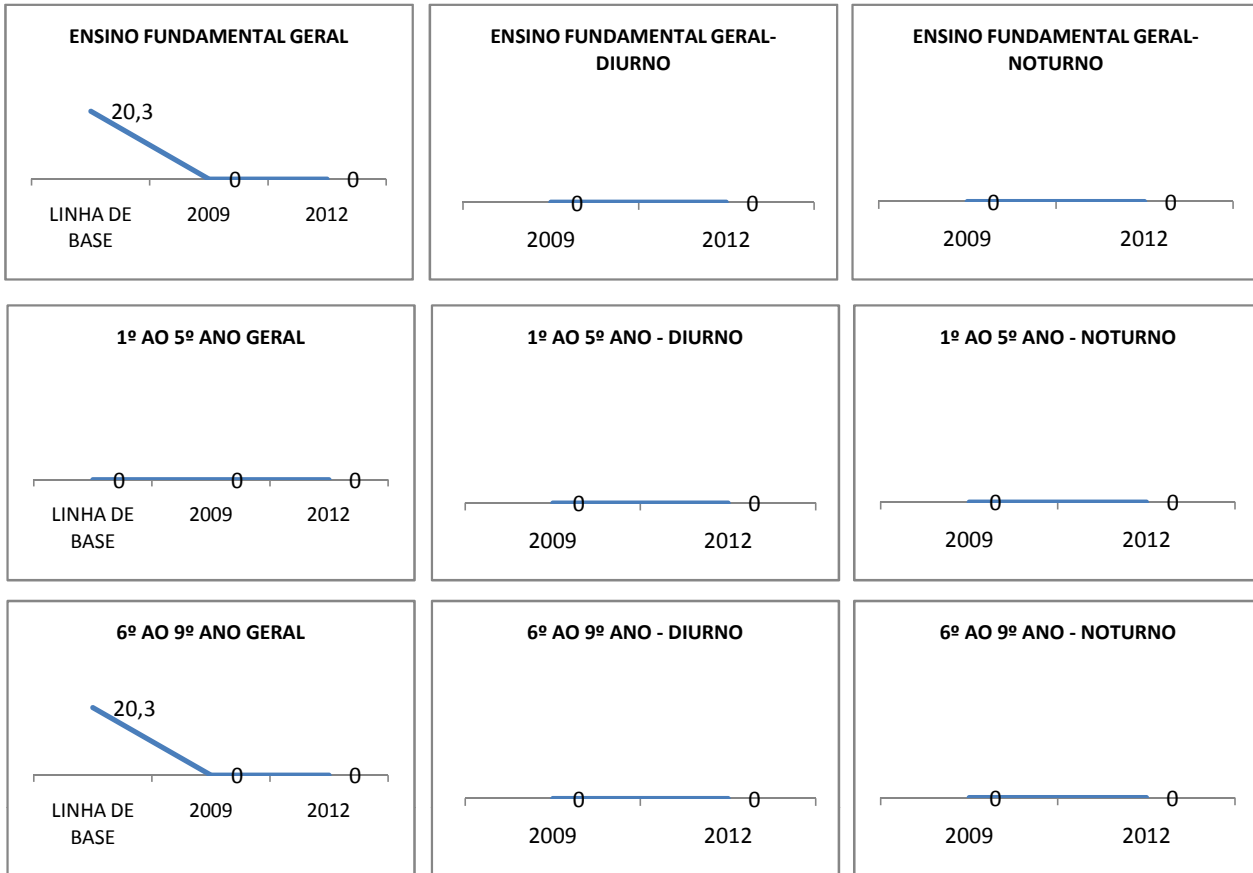 ENSINO FUNDAMENTAL GERAL
20,3
0
0
LINHA DE
BASE
2009
2012
ENSINO FUNDAMENTAL GERAL-
DIURNO
0
0
2009
2012
ENSINO FUNDAMENTAL GERAL-
NOTURNO
0
0
2009
2012
1º AO 5º ANO GERAL
0
0
0
LINHA DE
BASE
2009
2012
1º AO 5º ANO - DIURNO
0
0
2009
2012
1º AO 5º ANO - NOTURNO
0
0
2009
2012
6º AO 9º ANO GERAL
20,3
0
0
LINHA DE
BASE
2009
2012
6º AO 9º ANO - DIURNO
0
0
2009
2012
6º AO 9º ANO - NOTURNO
0
0
2009
2012